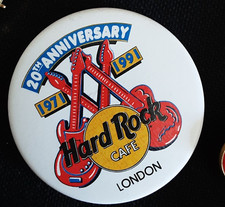 20TH ANNIVERSARY
1971 1991
Hard Rock
CAFE
LONDON